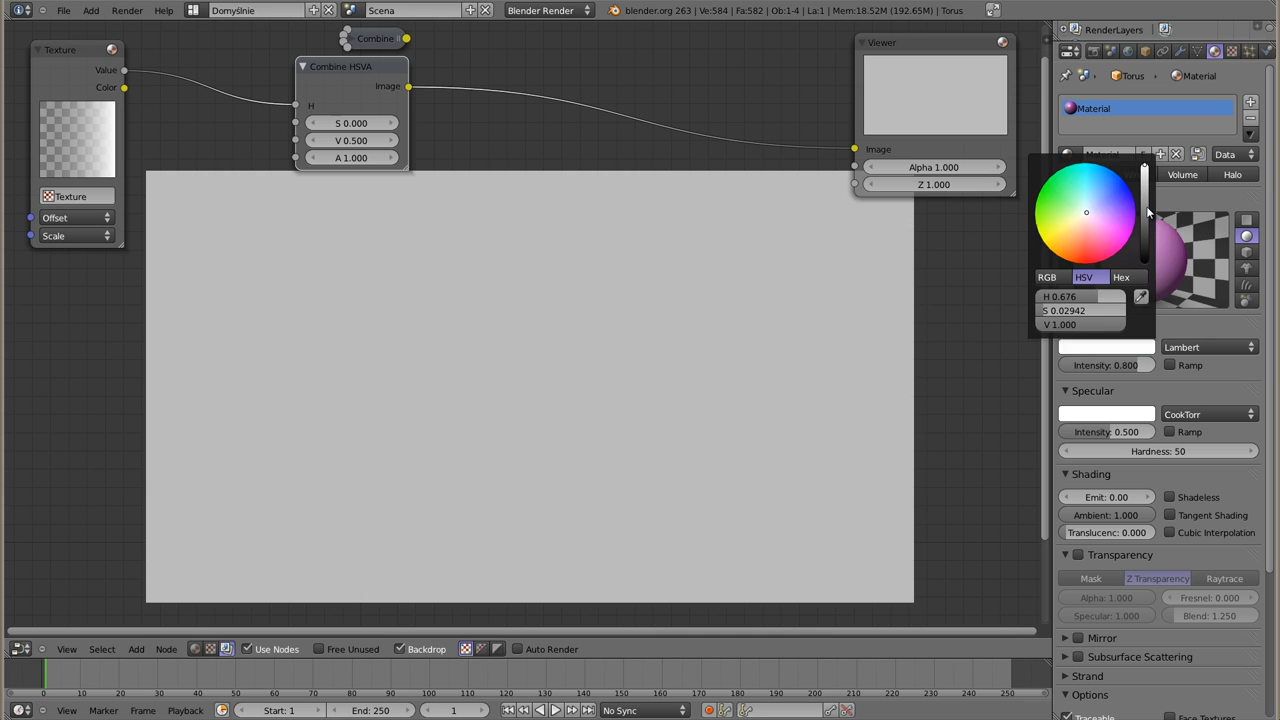 File Add Render Help Domyślnie Scena Blender Render blender.org 263 | Ve:584 | Fa:582 | Ob:1-4 | La:1 | Mem:18.52M (192.65M) | Torus
RenderLayers
Torus Material
Material
Data
Volume Halo
Texture
Value
Color
Texture
Offset
Scale
Combine
Combine HSVA
Image
H
S 0.000
V 0.500
A 1.000
Viewer
Image
Alpha 1.000
Z 1.000
RGB HSV Hex
H 0.676
S 0.02942
V 1.000
Lambert
Intensity: 0.800 Ramp
Specular
CookTorr
Intensity: 0.500 Ramp
Hardness: 50
Shading
Emit: 0.00 Shadeless
Ambient: 1.000 Tangent Shading
Translucenc: 0.000 Cubic Interpolation
Transparency
Mask Z Transparency Raytrace
Alpha: 1.000 Fresnel: 0.000
Specular: 1.000 Blend: 1.250
Mirror
Subsurface Scattering
Strand
Options
Traceable Face Textures
View Select Add Node Use Nodes Free Unused Backdrop Auto Render
0 10 20 30 40 50 60 70 80 90 100 110 120 130 140 150 160 170 180 190 200 210 220 230 240 250
View Marker Frame Playback Start: 1 End: 250 1 No Sync